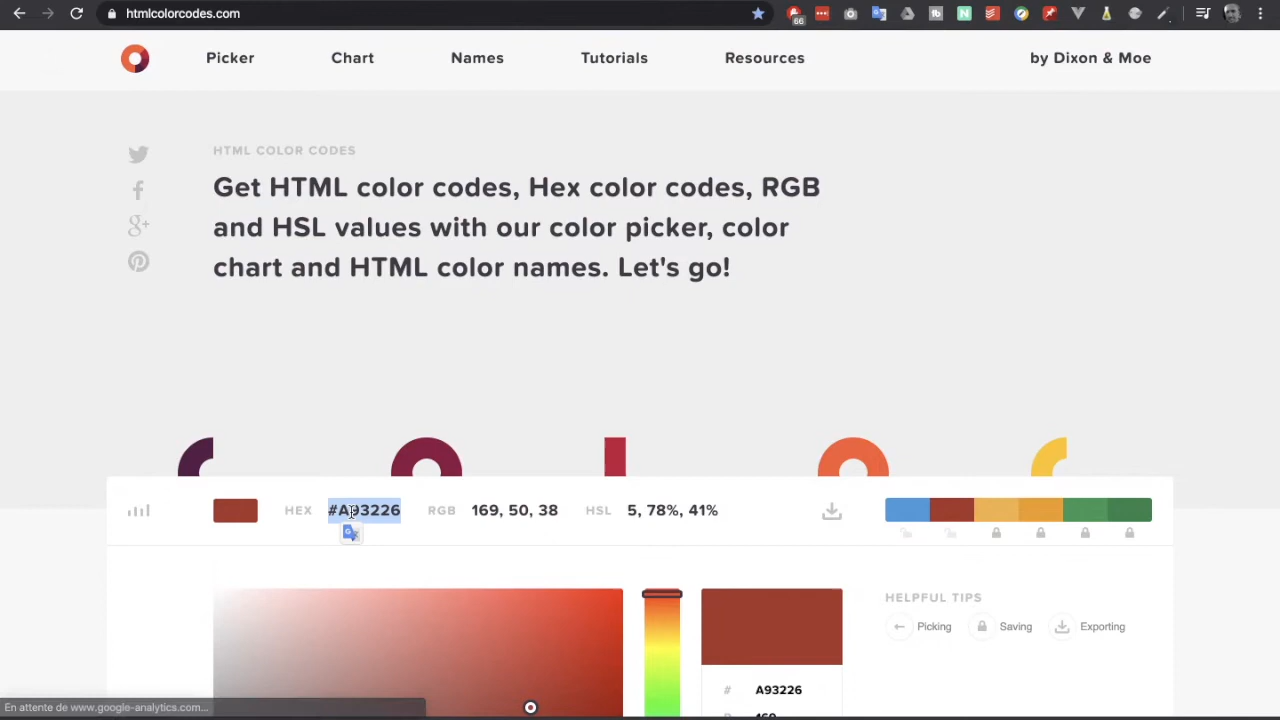 htmlcolorcodes.com
66
Picker Chart Names Tutorials Resources by Dixon & Moe
HTML COLOR CODES
Get HTML color codes, Hex color codes, RGB
and HSL values with our color picker, color
chart and HTML color names. Let's go!
HEX #A93226 RGB 169, 50, 38 HSL 5, 78%, 41%
HELPFUL TIPS
Picking Saving Exporting
# A93226
169
En attente de www.google-analytics.com...